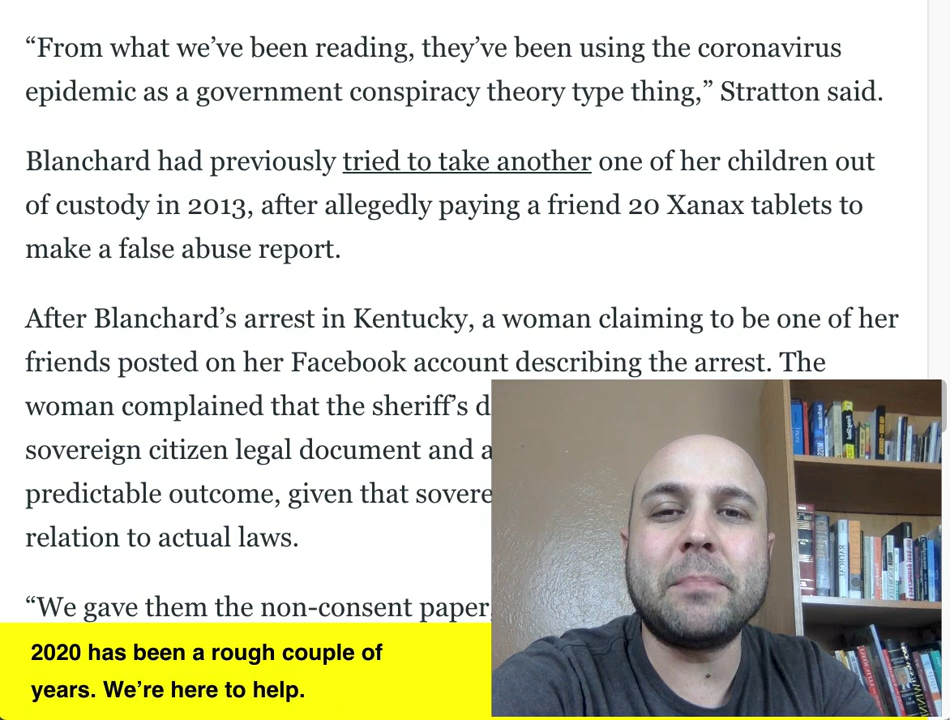 “From what we’ve been reading, they’ve been using the coronavirus
epidemic as a government conspiracy theory type thing,” Stratton said.
Blanchard had previously tried to take another one of her children out
of custody in 2013, after allegedly paying a friend 20 Xanax tablets to
make a false abuse report.
After Blanchard’s arrest in Kentucky, a woman claiming to be one of her
friends posted on her Facebook account describing the arrest. The
woman complained that the sheriff’s d
sovereign citizen legal document and a
predictable outcome, given that sovere
relation to actual laws.
“We gave them the non-consent paper,
2020 has been a rough couple of
years. We’re here to help.
RADICAL